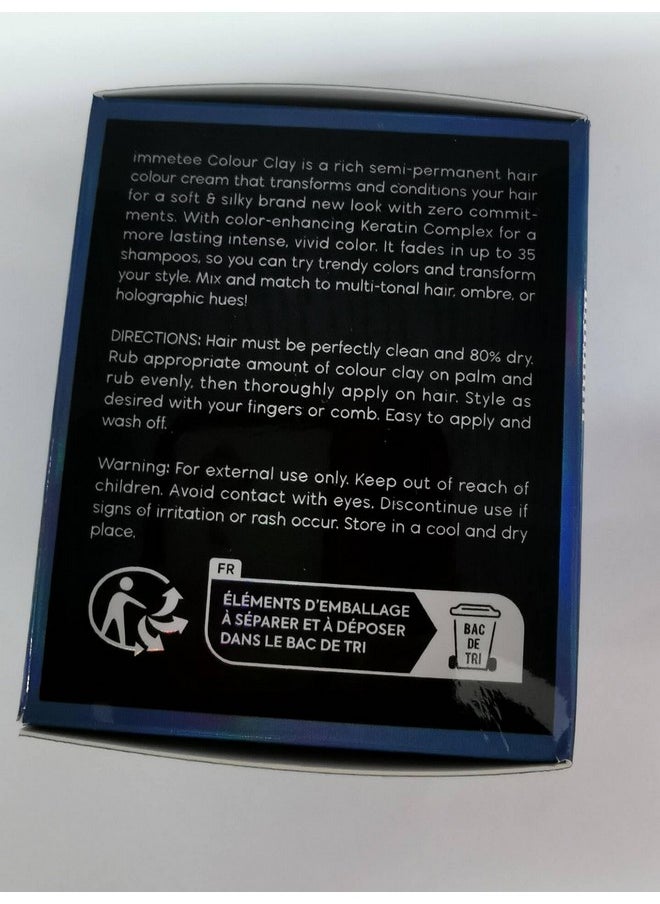 immetee Colour Clay is a rich semi-permanent hair
colour cream that transforms and conditions your hair
for a soft & silky brand new look with zero commit-
ments. With color-enhancing Keratin Complex for a
more lasting intense, vivid color. It fades in up to 35
shampoos, so you can try trendy colors and transform
your style. Mix and match to multi-tonal hair, ombre, or
holographic hues!
DIRECTIONS: Hair must be perfectly clean and 80% dry.
Rub appropriate amount of colour clay on palm and
rub evenly, then thoroughly apply on hair. Style as
desired with your fingers or comb. Easy to apply and
wash off.
Warning: For external use only. Keep out of reach of
children. Avoid contact with eyes. Discontinue use if
signs of irritation or rash occur. Store in a cool and dry
place.
FR
ÉLÉMENTS D'EMBALLAGE
À SÉPARER ET À DÉPOSER
DANS LE BAC DE TRI
BAC
DE
TRI